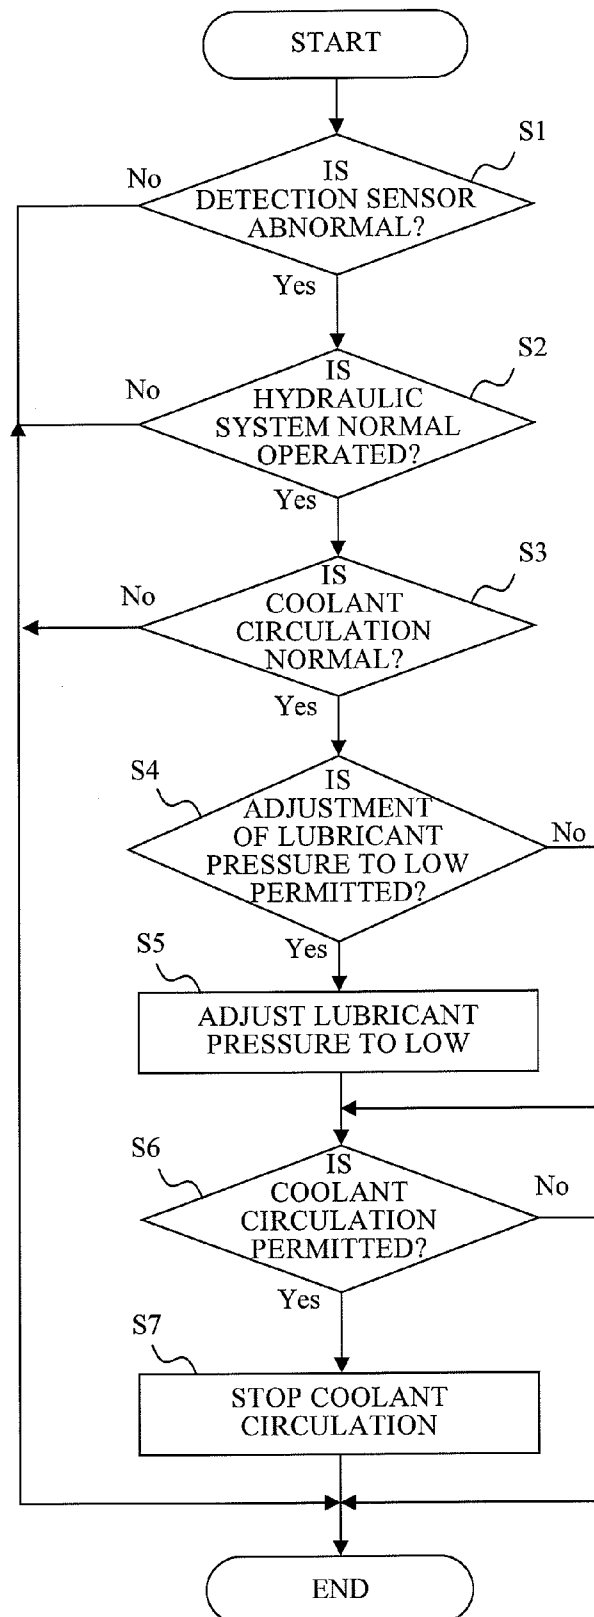 START
S1
IS
DETECTION SENSOR
ABNORMAL?
No
Yes
S2
IS
HYDRAULIC
SYSTEM NORMAL
OPERATED?
No
Yes
S3
IS
COOLANT
CIRCULATION
NORMAL?
No
Yes
S4
IS
ADJUSTMENT
OF LUBRICANT
PRESSURE TO LOW
PERMITTED?
No
Yes
S5
ADJUST LUBRICANT
PRESSURE TO LOW
S6
IS
COOLANT
CIRCULATION
PERMITTED?
No
Yes
S7
STOP COOLANT
CIRCULATION
END